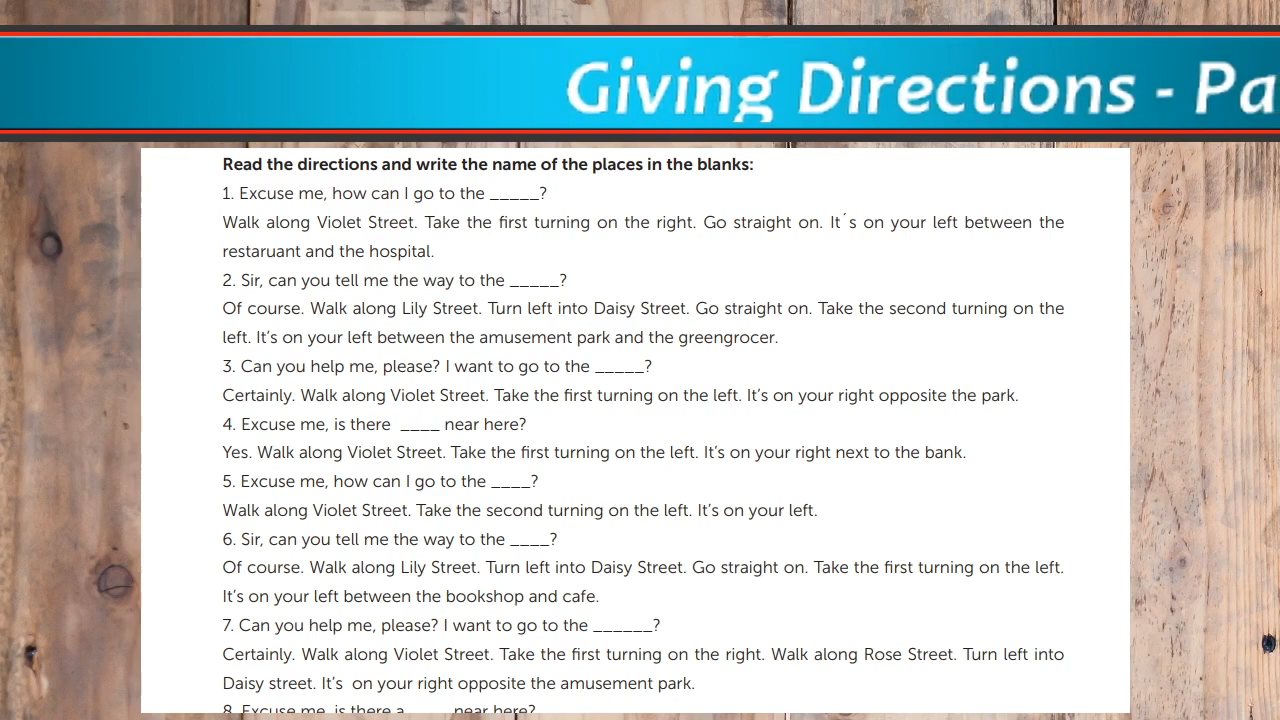 Giving Directions - Pa
Read the directions and write the name of the places in the blanks:
1. Excuse me, how can I go to the _____?
Walk along Violet Street. Take the first turning on the right. Go straight on. It´s on your left between the
restaruant and the hospital.
2. Sir, can you tell me the way to the _____?
Of course. Walk along Lily Street. Turn left into Daisy Street. Go straight on. Take the second turning on the
left. It’s on your left between the amusement park and the greengrocer.
3. Can you help me, please? I want to go to the _____?
Certainly. Walk along Violet Street. Take the first turning on the left. It’s on your right opposite the park.
4. Excuse me, is there ____ near here?
Yes. Walk along Violet Street. Take the first turning on the left. It’s on your right next to the bank.
5. Excuse me, how can I go to the ____?
Walk along Violet Street. Take the second turning on the left. It’s on your left.
6. Sir, can you tell me the way to the ____?
Of course. Walk along Lily Street. Turn left into Daisy Street. Go straight on. Take the first turning on the left.
It’s on your left between the bookshop and cafe.
7. Can you help me, please? I want to go to the ______?
Certainly. Walk along Violet Street. Take the first turning on the right. Walk along Rose Street. Turn left into
Daisy street. It’s on your right opposite the amusement park.
8. Excuse me, is there a near here?